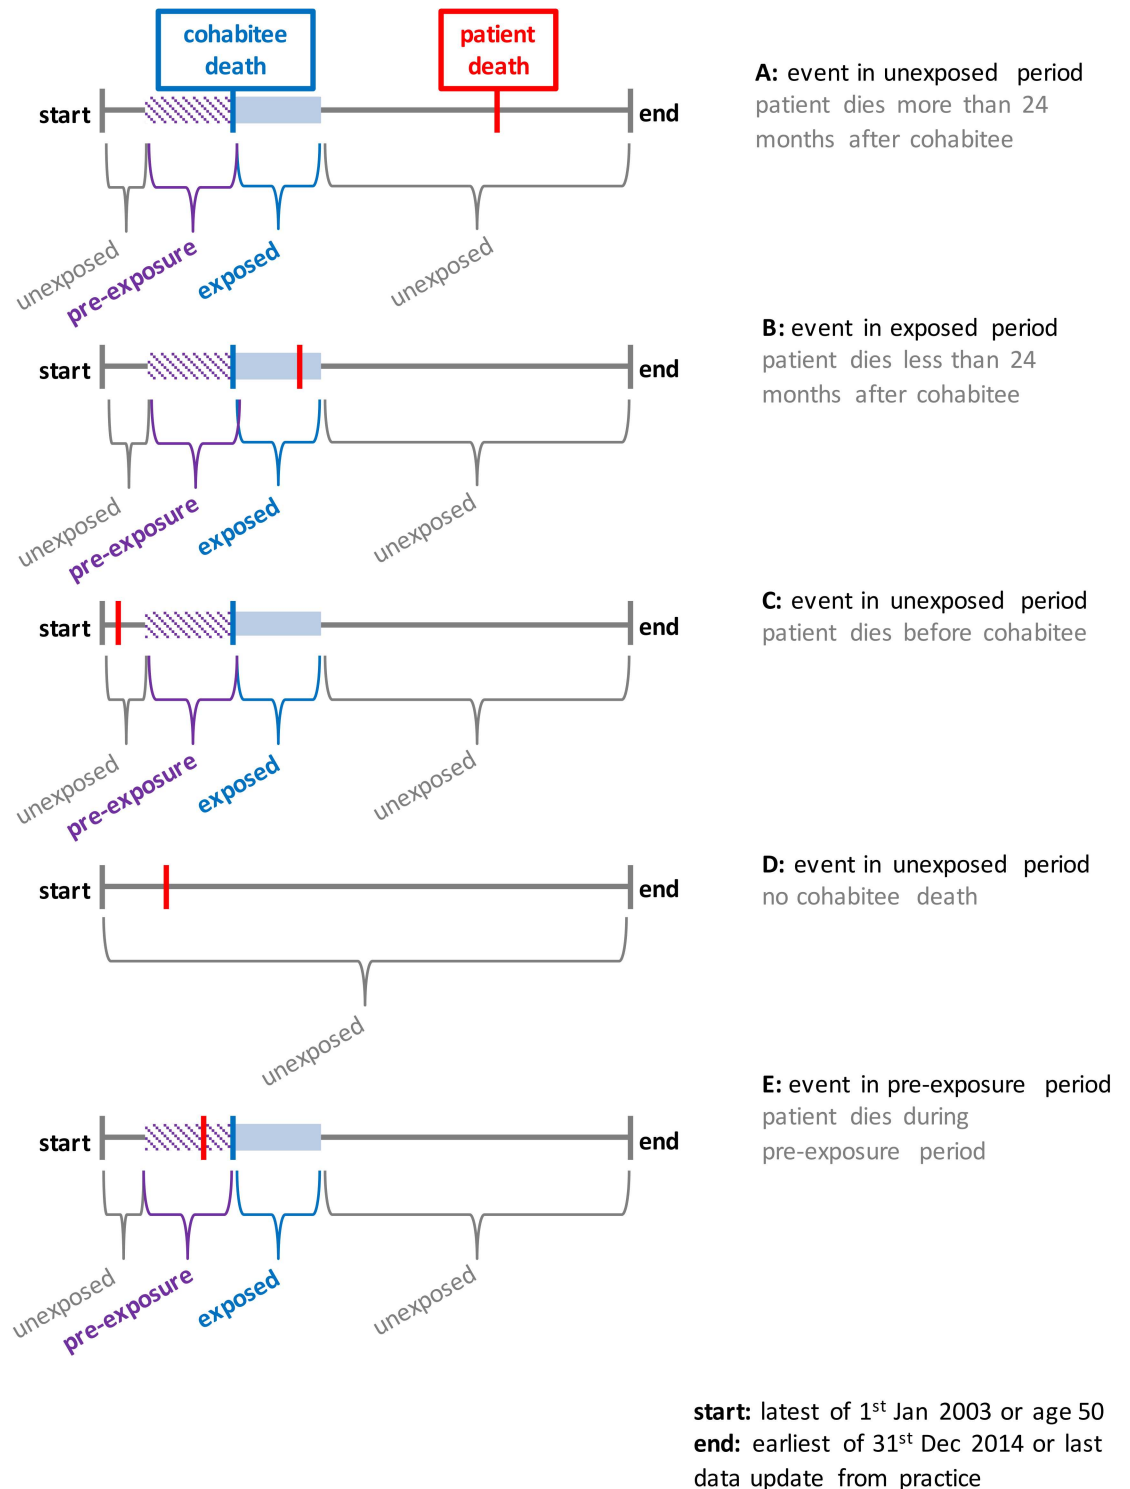 cohabitee
death
patient
death
start
end
A: event in unexposed period
patient dies more than 24
months after cohabitee
unexposed
pre-exposure
exposed
unexposed
B: event in exposed period
patient dies less than 24
months after cohabitee
start
end
unexposed
pre-exposure
exposed
unexposed
C: event in unexposed period
patient dies before cohabitee
start
end
unexposed
pre-exposure
exposed
unexposed
D: event in unexposed period
no cohabitee death
start
end
unexposed
E: event in pre-exposure period
patient dies during
pre-exposure period
start
end
unexposed
pre-exposure
exposed
unexposed
start: latest of 1st Jan 2003 or age 50
end: earliest of 31st Dec 2014 or last
data update from practice